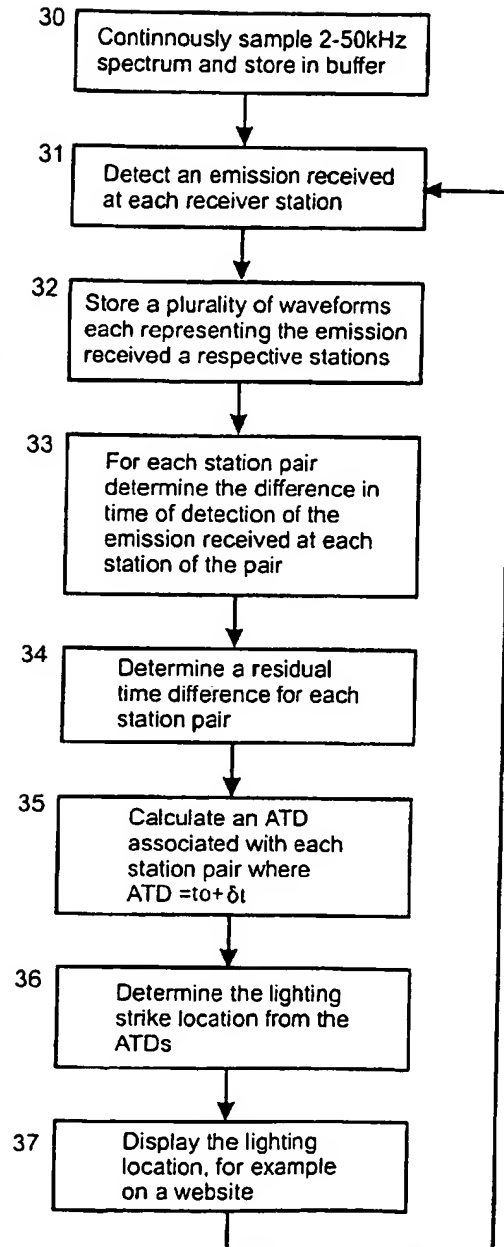 30
Continnously sample 2-50kHz
spectrum and store in buffer
31
Detect an emission received
at each receiver station
32
Store a plurality of waveforms
each representing the emission
received a respective stations
33
For each station pair
determine the difference in
time of detection of the
emission received at each
station of the pair
34
Determine a residual
time difference for each
station pair
35
Calculate an ATD
associated with each
station pair where
ATD =to+δt
36
Determine the lighting
strike location from the
ATDs
37
Display the lighting
location, for example
on a website